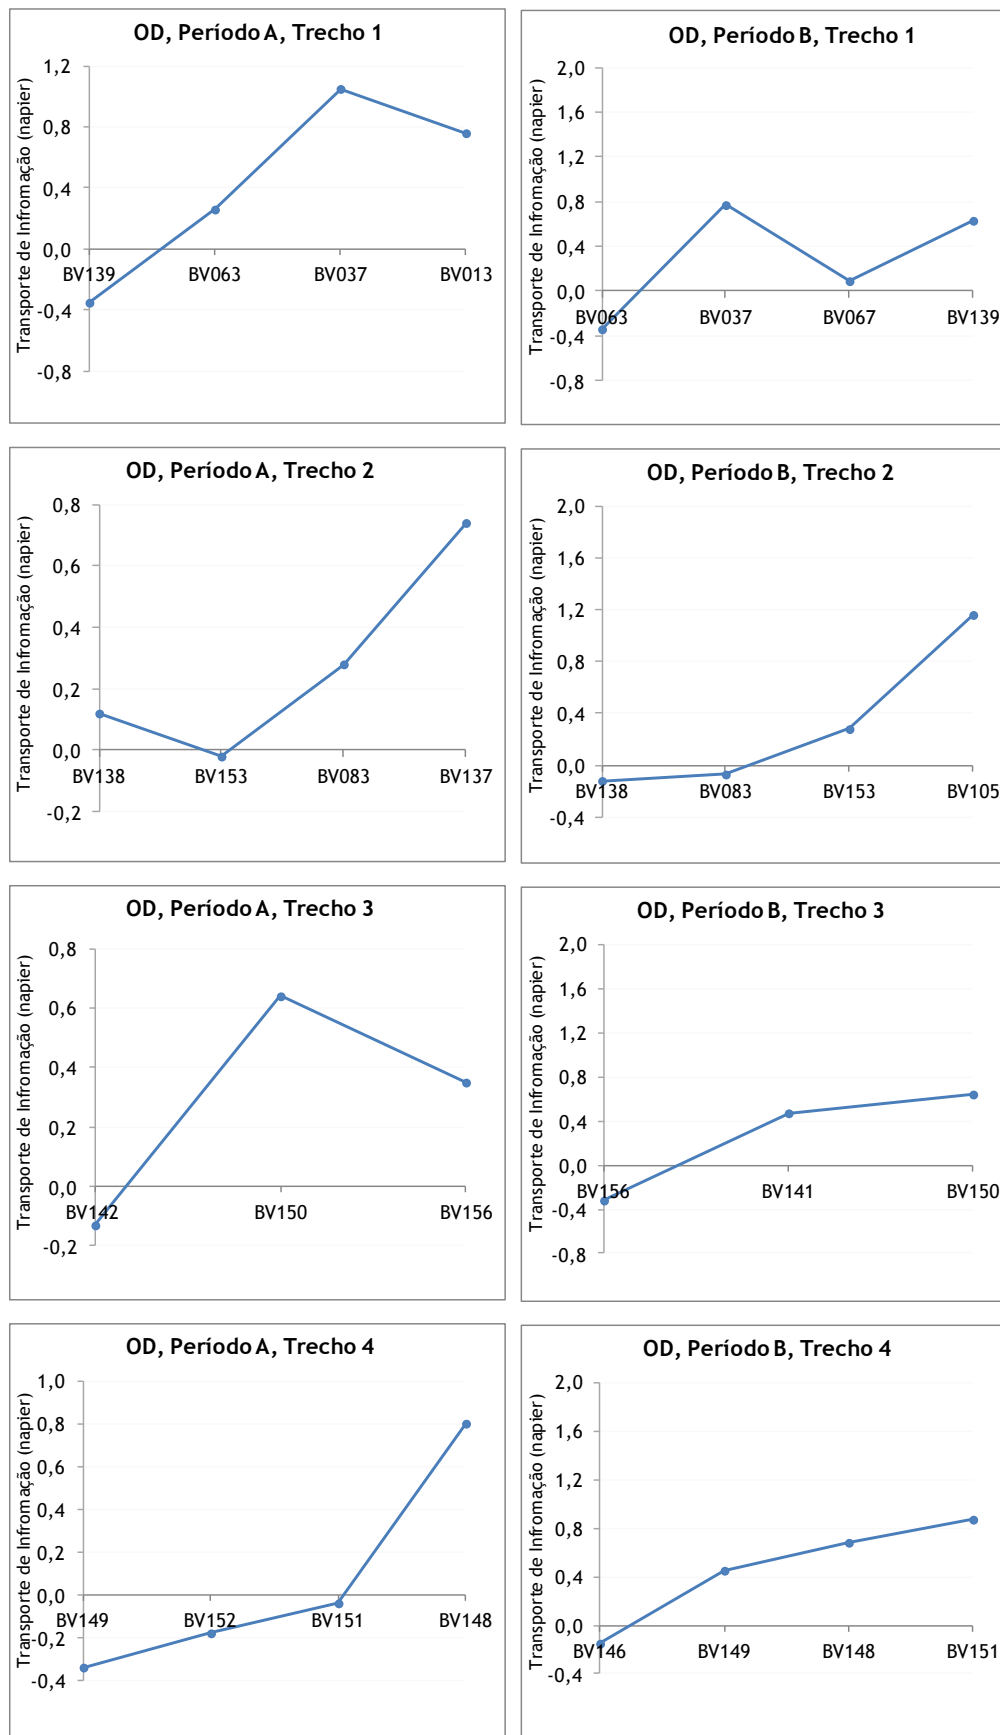 OD, Período A, Trecho 1
Transporte de Infromação (napier)
1,2
0,8
0,4
0,0
-0,4
-0,8
BV139 BV063 BV037 BV013
OD, Período B, Trecho 1
Transporte de Infromação (napier)
2,0
1,6
1,2
0,8
0,4
0,0
-0,4
-0,8
BV063 BV037 BV067 BV139
OD, Período A, Trecho 2
Transporte de Infromação (napier)
0,8
0,6
0,4
0,2
0,0
-0,2
BV138 BV153 BV083 BV137
OD, Período B, Trecho 2
Transporte de Infromação (napier)
2,0
1,6
1,2
0,8
0,4
0,0
-0,4
BV138 BV083 BV153 BV105
OD, Período A, Trecho 3
Transporte de Infromação (napier)
0,8
0,6
0,4
0,2
0,0
-0,2
BV142 BV150 BV156
OD, Período B, Trecho 3
Transporte de Infromação (napier)
2,0
1,6
1,2
0,8
0,4
0,0
-0,4
-0,8
BV156 BV141 BV150
OD, Período A, Trecho 4
Transporte de Infromação (napier)
1,0
0,8
0,6
0,4
0,2
0,0
-0,2
-0,4
BV149 BV152 BV151 BV148
OD, Período B, Trecho 4
Transporte de Infromação (napier)
2,0
1,6
1,2
0,8
0,4
0,0
-0,4
BV146 BV149 BV148 BV151